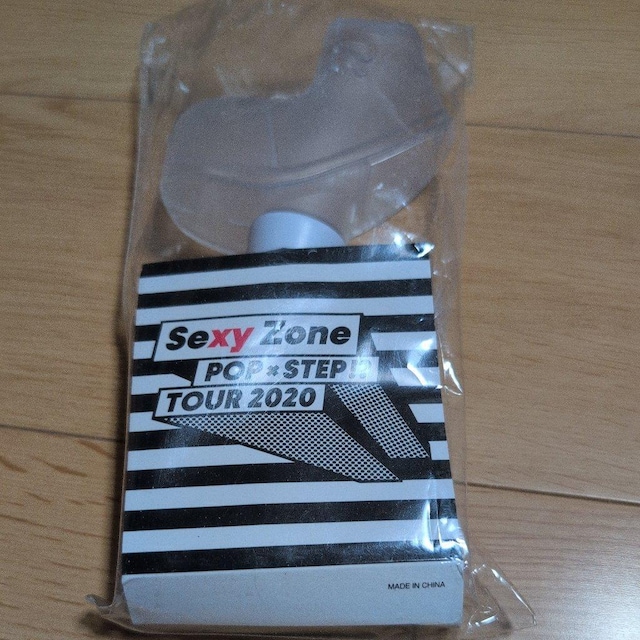 Sexy Zone
POP×STEP!?
TOUR 2020
MADE IN CHINA